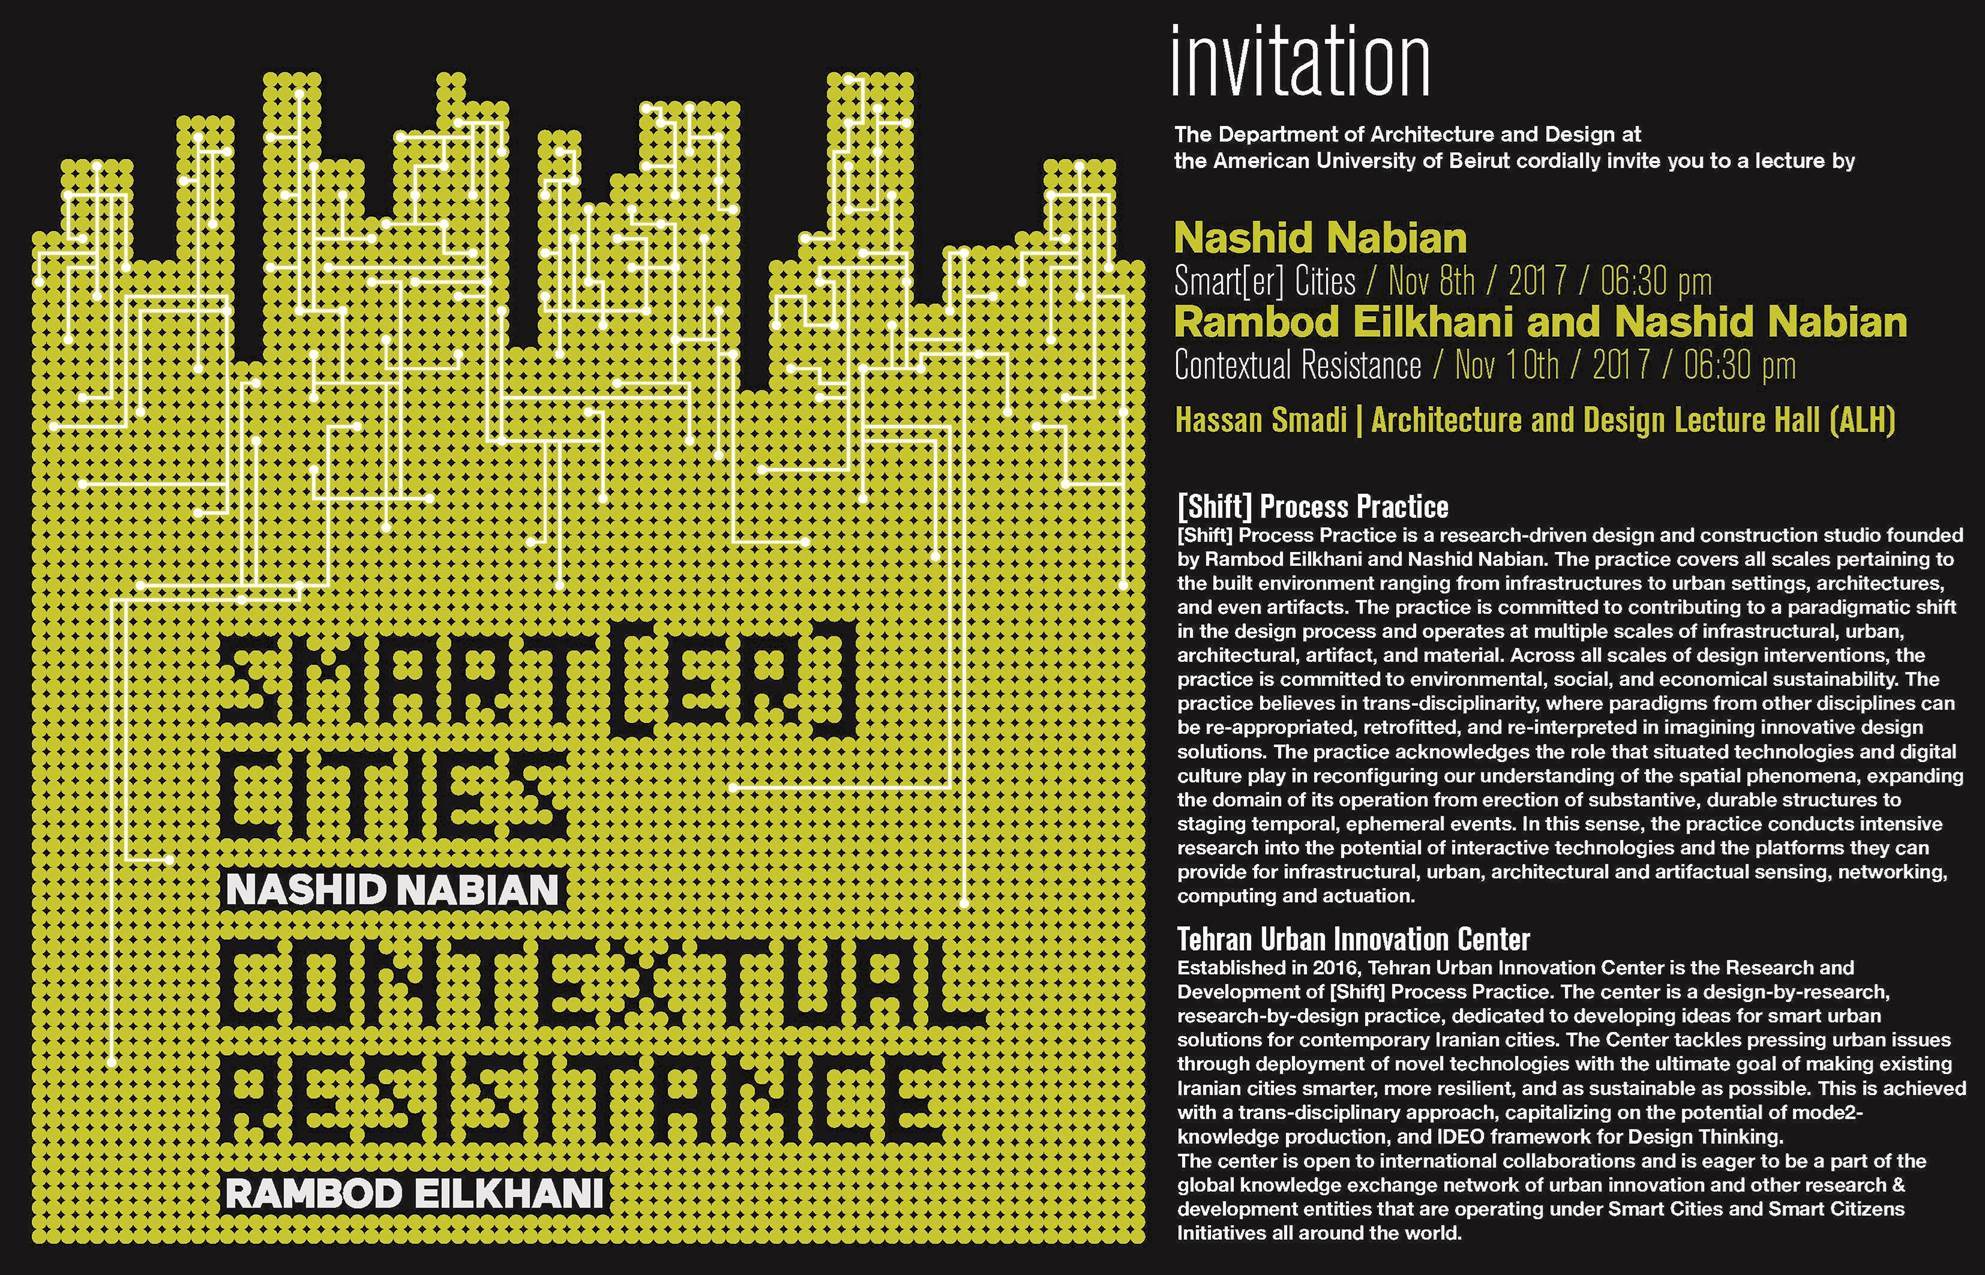 SMART[ER]
CITIES
NASHID NABIAN
CONTEXTUAL
RESISTANCE
RAMBOD EILKHANI
invitation
The Department of Architecture and Design at
the American University of Beirut cordially invite you to a lecture by
Nashid Nabian
Smart[er] Cities / Nov 8th / 2017 / 06:30 pm
Rambod Eilkhani and Nashid Nabian
Contextual Resistance / Nov 10th / 2017 / 06:30 pm
Hassan Smadi | Architecture and Design Lecture Hall (ALH)
[Shift] Process Practice
[Shift] Process Practice is a research-driven design and construction studio founded
by Rambod Eilkhani and Nashid Nabian. The practice covers all scales pertaining to
the built environment ranging from infrastructures to urban settings, architectures,
and even artifacts. The practice is committed to contributing to a paradigmatic shift
in the design process and operates at multiple scales of infrastructural, urban,
architectural, artifact, and material. Across all scales of design interventions, the
practice is committed to environmental, social, and economical sustainability. The
practice believes in trans-disciplinarity, where paradigms from other disciplines can
be re-appropriated, retrofitted, and re-interpreted in imagining innovative design
solutions. The practice acknowledges the role that situated technologies and digital
culture play in reconfiguring our understanding of the spatial phenomena, expanding
the domain of its operation from erection of substantive, durable structures to
staging temporal, ephemeral events. In this sense, the practice conducts intensive
research into the potential of interactive technologies and the platforms they can
provide for infrastructural, urban, architectural and artifactual sensing, networking,
computing and actuation.
Tehran Urban Innovation Center
Established in 2016, Tehran Urban Innovation Center is the Research and
Development of [Shift] Process Practice. The center is a design-by-research,
research-by-design practice, dedicated to developing ideas for smart urban
solutions for contemporary Iranian cities. The Center tackles pressing urban issues
through deployment of novel technologies with the ultimate goal of making existing
Iranian cities smarter, more resilient, and as sustainable as possible. This is achieved
with a trans-disciplinary approach, capitalizing on the potential of mode2-
knowledge production, and IDEO framework for Design Thinking.
The center is open to international collaborations and is eager to be a part of the
global knowledge exchange network of urban innovation and other research &
development entities that are operating under Smart Cities and Smart Citizens
Initiatives all around the world.